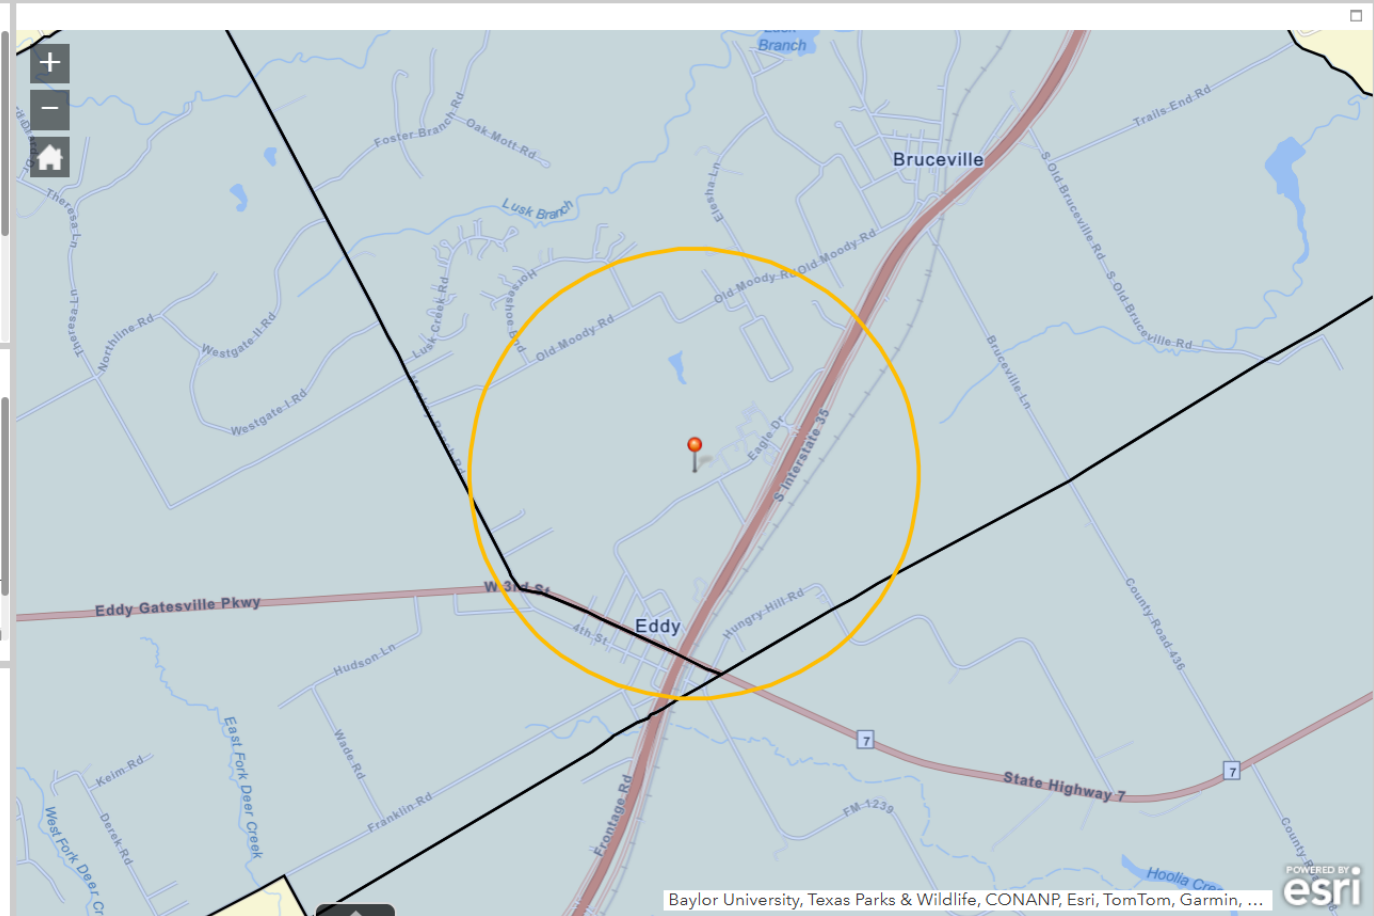 +
−
Lusk
Branch
Trails End Rd
Foster Branch Rd
Oak Mott Rd
Bruceville
S Old Bruceville Rd
Elesha Ln
Theresa Ln
Lusk Branch
Old Moody Rd
Old Moody Rd
S Old Bruceville Rd
Horseshoe Bnd
Lusk Creek Rd
Theresa Ln
Northline Rd
Westgate II Rd
Old Moody Rd
Bruceville Ln
Westgate I Rd
Eagle Dr
S Interstate 35
W 3rd St
Eddy Gatesville Pkwy
Hungry Hill Rd
Eddy
4th St
County Road 436
Hudson Ln
East Fork Deer Creek
Wade Rd
7
7
Keim Rd
State Highway 7
Franklin Rd
Frontage Rd
FM 1239
West Fork Deer Cr
Derek Rd
County R
Hoolia Cre
POWERED BY
esri
Baylor University, Texas Parks & Wildlife, CONANP, Esri, TomTom, Garmin, ...